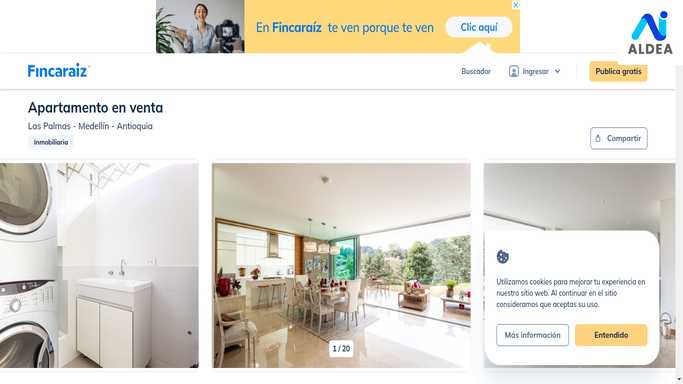 En Fincaraíz te ven porque te ven
Clic aquí
ALDEA
Fincaraiz
Buscador
Ingresar
Publica gratis
Apartamento en venta
Las Palmas - Medellín - Antioquia
Inmobiliaria
Compartir
Utilizamos cookies para mejorar tu experiencia en
nuestro sitio web. Al continuar en el sitio
consideramos que aceptas su uso.
Más información
Entendido
1 / 20